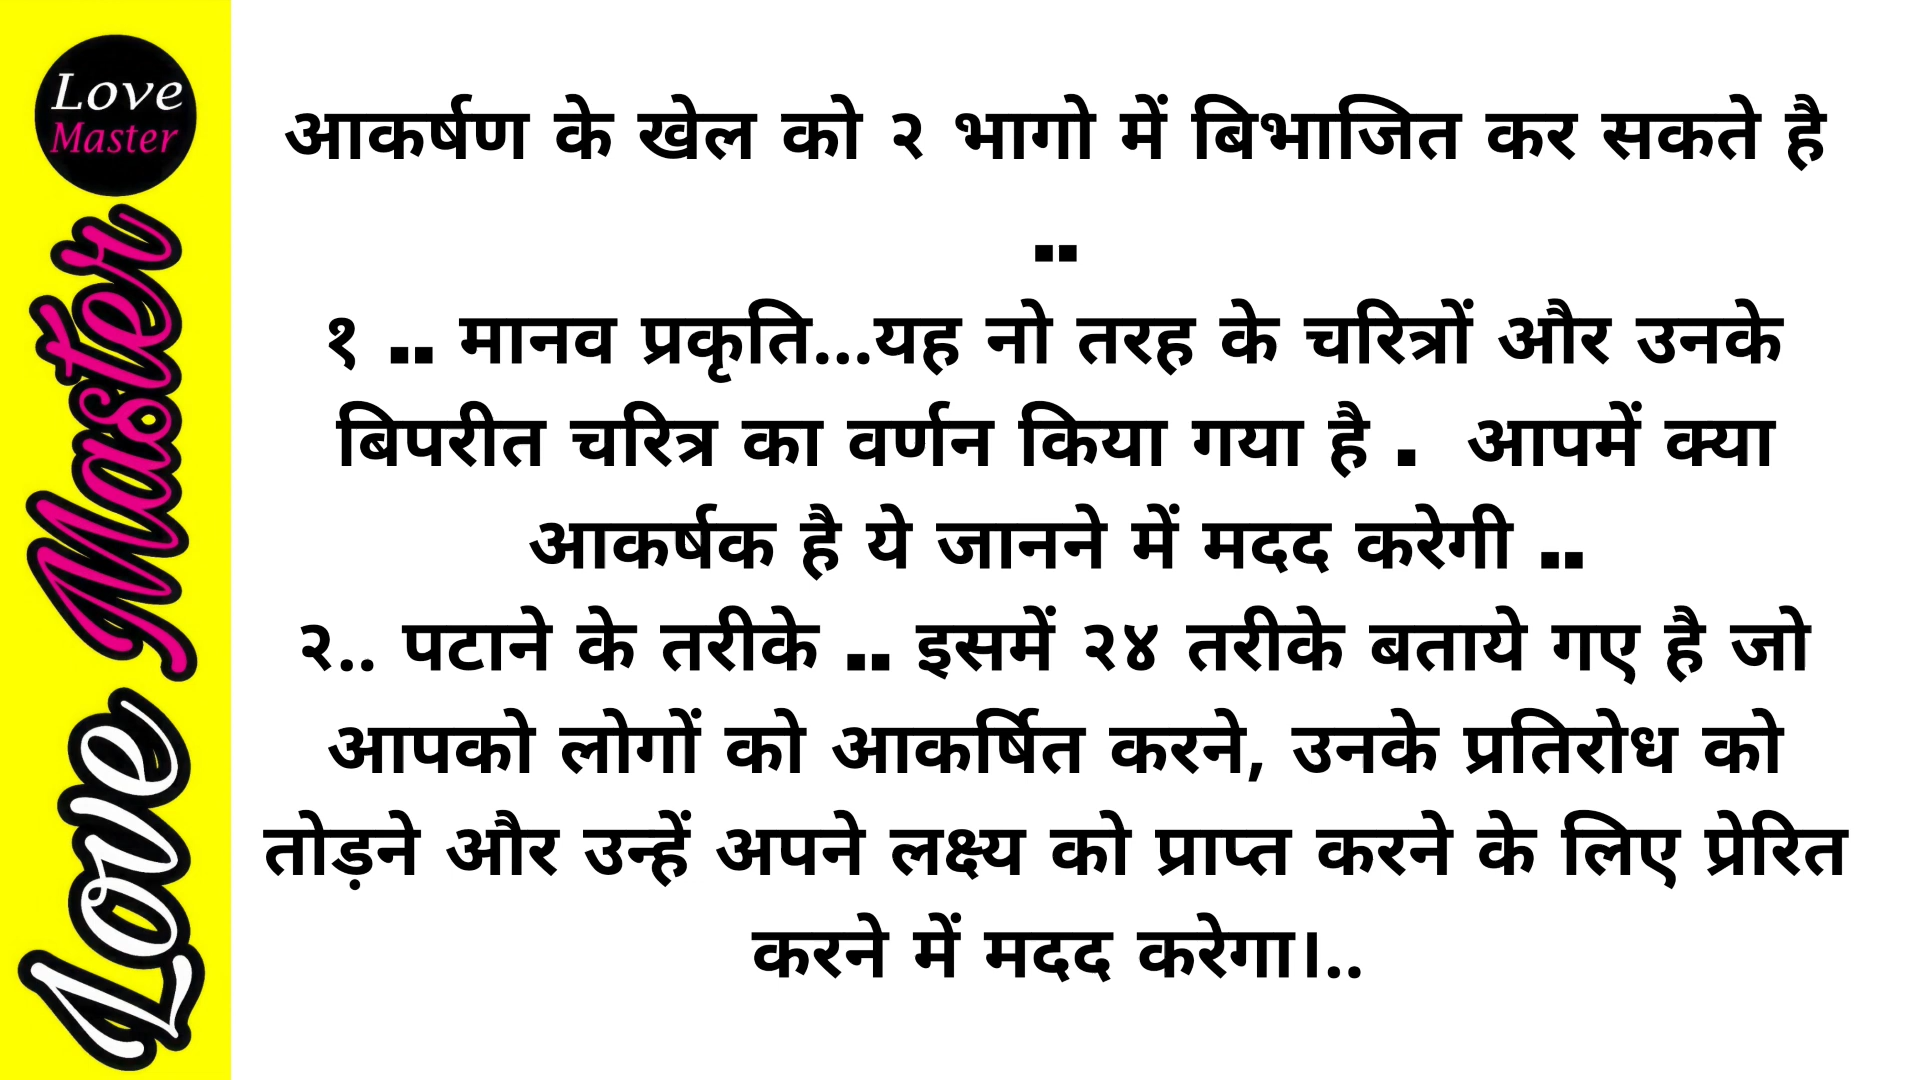 Love
Master
Love Master
आकर्षण के खेल को २ भागो में बिभाजित कर सकते है
..
१ .. मानव प्रकृति...यह नो तरह के चरित्रों और उनके
बिपरीत चरित्र का वर्णन किया गया है . आपमें क्या
आकर्षक है ये जानने में मदद करेगी ..
२.. पटाने के तरीके .. इसमें २४ तरीके बताये गए है जो
आपको लोगों को आकर्षित करने, उनके प्रतिरोध को
तोड़ने और उन्हें अपने लक्ष्य को प्राप्त करने के लिए प्रेरित
करने में मदद करेगा।..